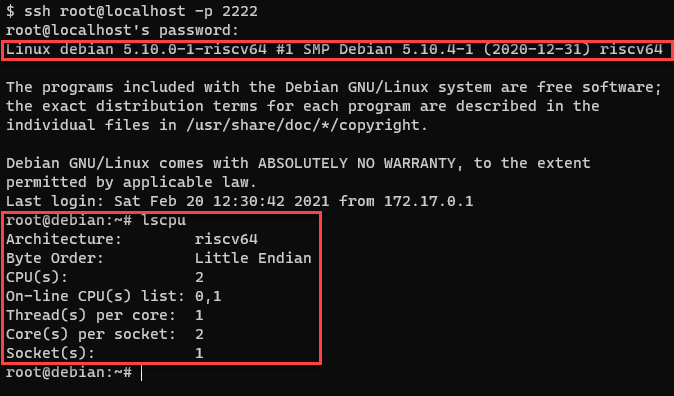 $ ssh root@localhost -p 2222
root@localhost's password:
Linux debian 5.10.0-1-riscv64 #1 SMP Debian 5.10.4-1 (2020-12-31) riscv64
The programs included with the Debian GNU/Linux system are free software;
the exact distribution terms for each program are described in the
individual files in /usr/share/doc/*/copyright.
Debian GNU/Linux comes with ABSOLUTELY NO WARRANTY, to the extent
permitted by applicable law.
Last login: Sat Feb 20 12:30:42 2021 from 172.17.0.1
root@debian:~# lscpu
Architecture:        riscv64
Byte Order:          Little Endian
CPU(s):              2
On-line CPU(s) list: 0,1
Thread(s) per core:  1
Core(s) per socket:  2
Socket(s):           1
root@debian:~#